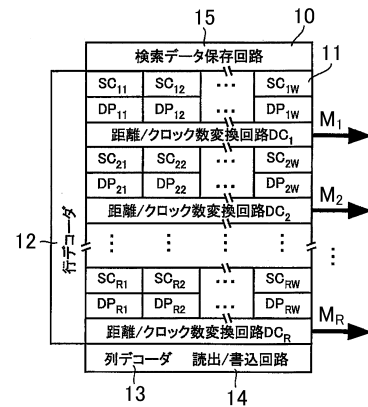 15
10
検索データ保存回路
11
SC11 SC12 ... SC1W
DP11 DP12 ... DP1W
距離/クロック数変換回路DC1
M1
SC21 SC22 ... SC2W
DP21 DP22 ... DP2W
距離/クロック数変換回路DC2
M2
12
行デコーダ
SCR1 SCR2 ... SCRW
DPR1 DPR2 ... DPRW
距離/クロック数変換回路DCR
MR
列デコーダ 読出/書込回路
13
14